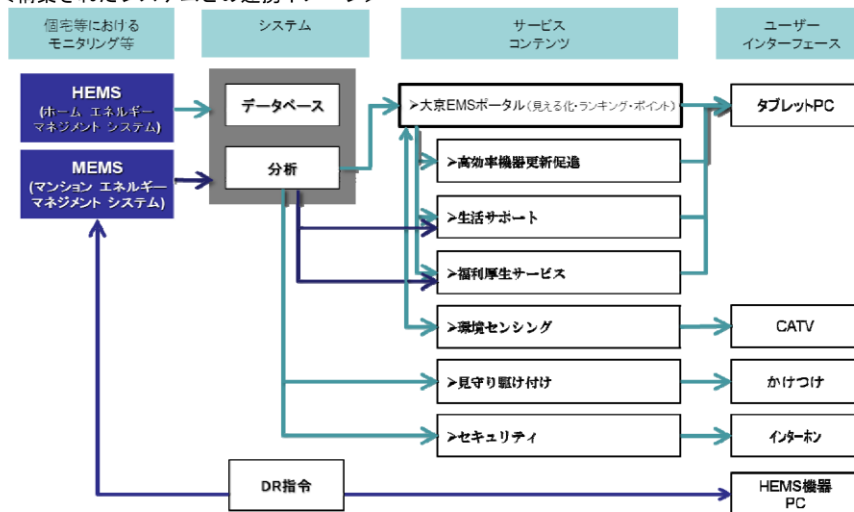 個宅等における
モニタリング等
システム
サービス
コンテンツ
ユーザー
インターフェース
HEMS
(ホーム エネルギー
マネジメント システム)
データベース
➢大京EMSポータル(見える化・ランキング・ポイント)
タブレットPC
MEMS
(マンション エネルギー
マネジメント システム)
分析
➢高効率機器更新促進
➢生活サポート
➢福利厚生サービス
➢環境センシング
CATV
➢見守り駆け付け
かけつけ
➢セキュリティ
インターホン
DR指令
HEMS機器
PC